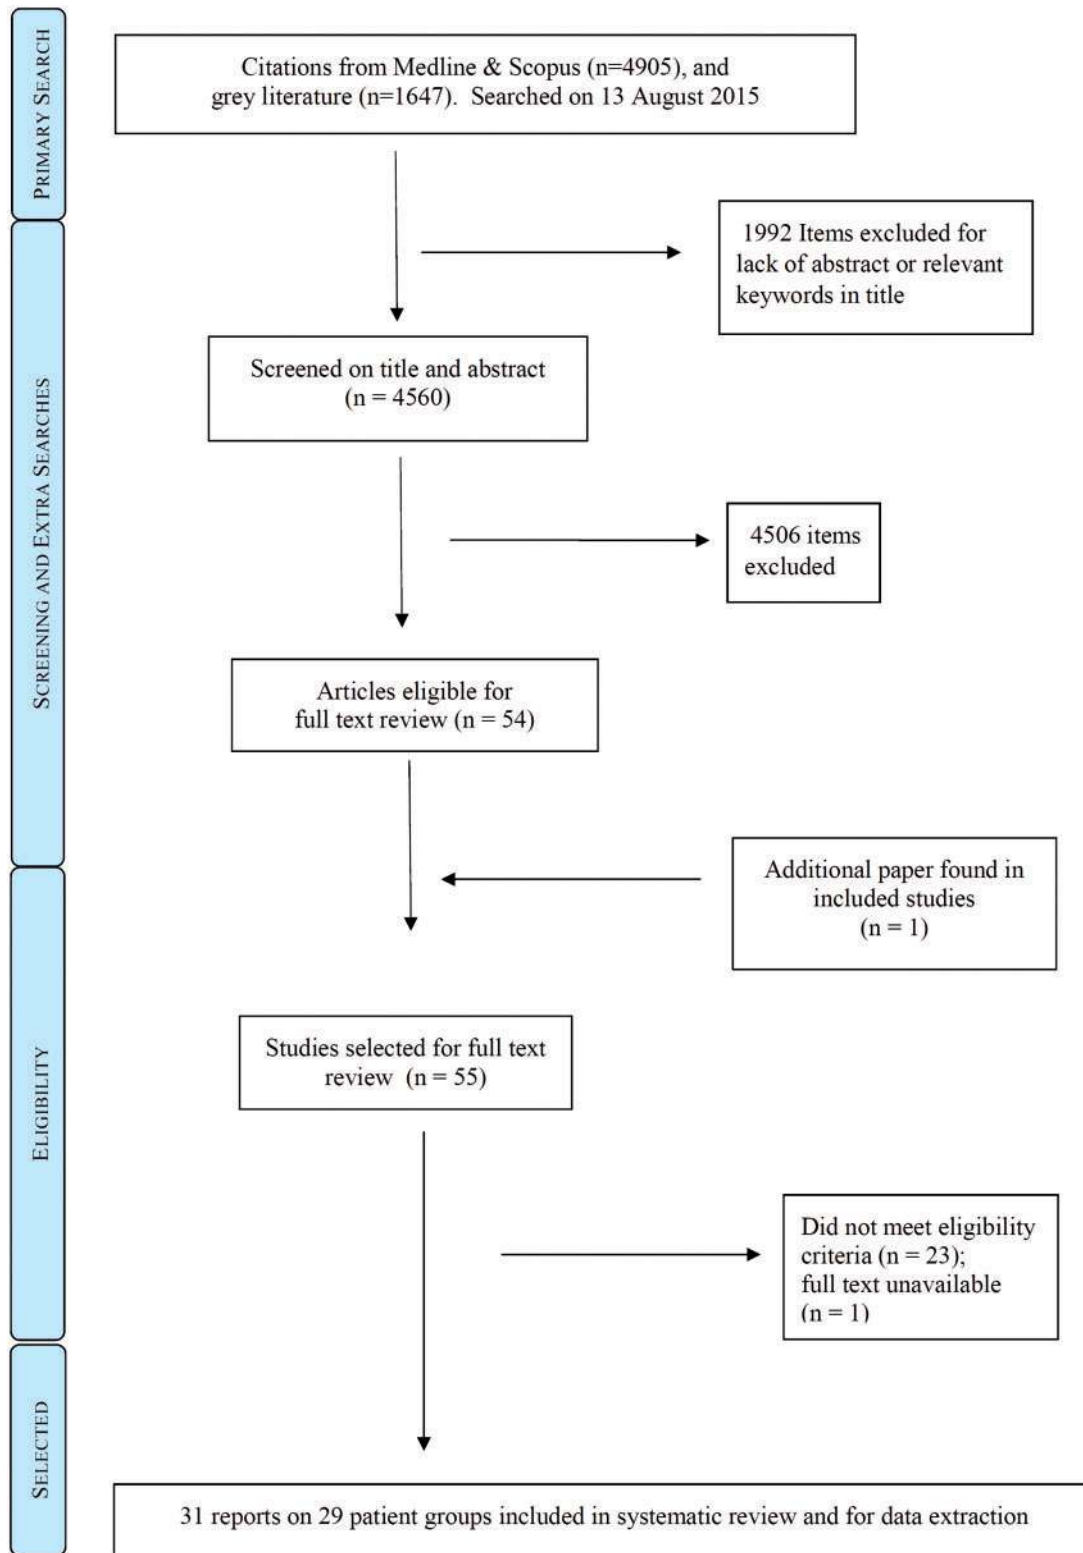 PRIMARY SEARCH
Citations from Medline & Scopus (n=4905), and
grey literature (n=1647). Searched on 13 August 2015
1992 Items excluded for
lack of abstract or relevant
keywords in title
SCREENING AND EXTRA SEARCHES
Screened on title and abstract
(n = 4560)
4506 items
excluded
Articles eligible for
full text review (n = 54)
Additional paper found in
included studies
(n = 1)
ELIGIBILITY
Studies selected for full text
review (n = 55)
Did not meet eligibility
criteria (n = 23);
full text unavailable
(n = 1)
SELECTED
31 reports on 29 patient groups included in systematic review and for data extraction